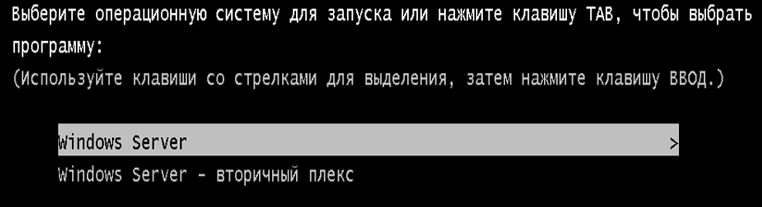 Выберите операционную систему для запуска или нажмите клавишу TAB, чтобы выбрать
программу:
(Используйте клавиши со стрелками для выделения, затем нажмите клавишу ВВОД.)
Windows Server >
Windows Server - вторичный плекс